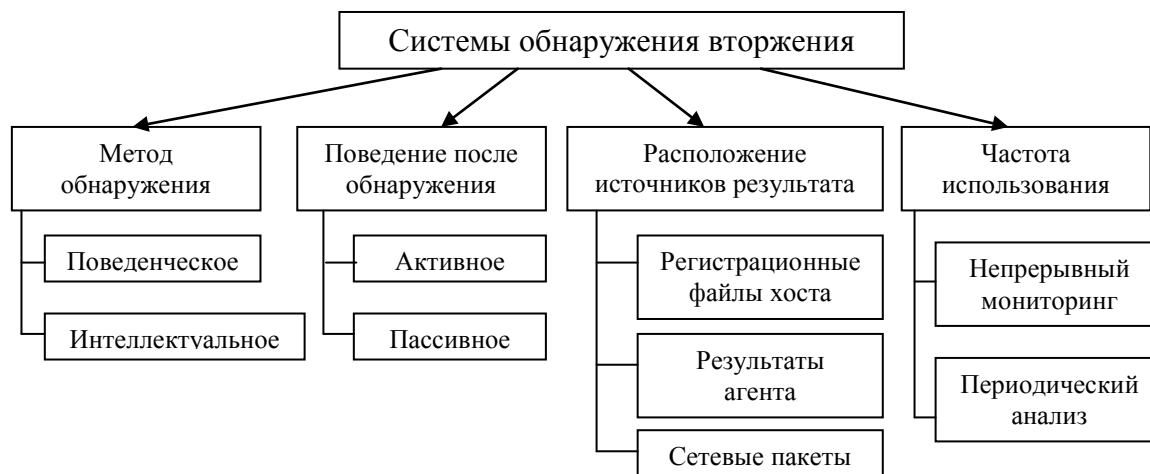 Системы обнаружения вторжения
Метод
обнаружения
Поведенческое
Интеллектуальное
Поведение после
обнаружения
Активное
Пассивное
Расположение
источников результата
Регистрационные
файлы хоста
Результаты
агента
Сетевые пакеты
Частота
использования
Непрерывный
мониторинг
Периодический
анализ